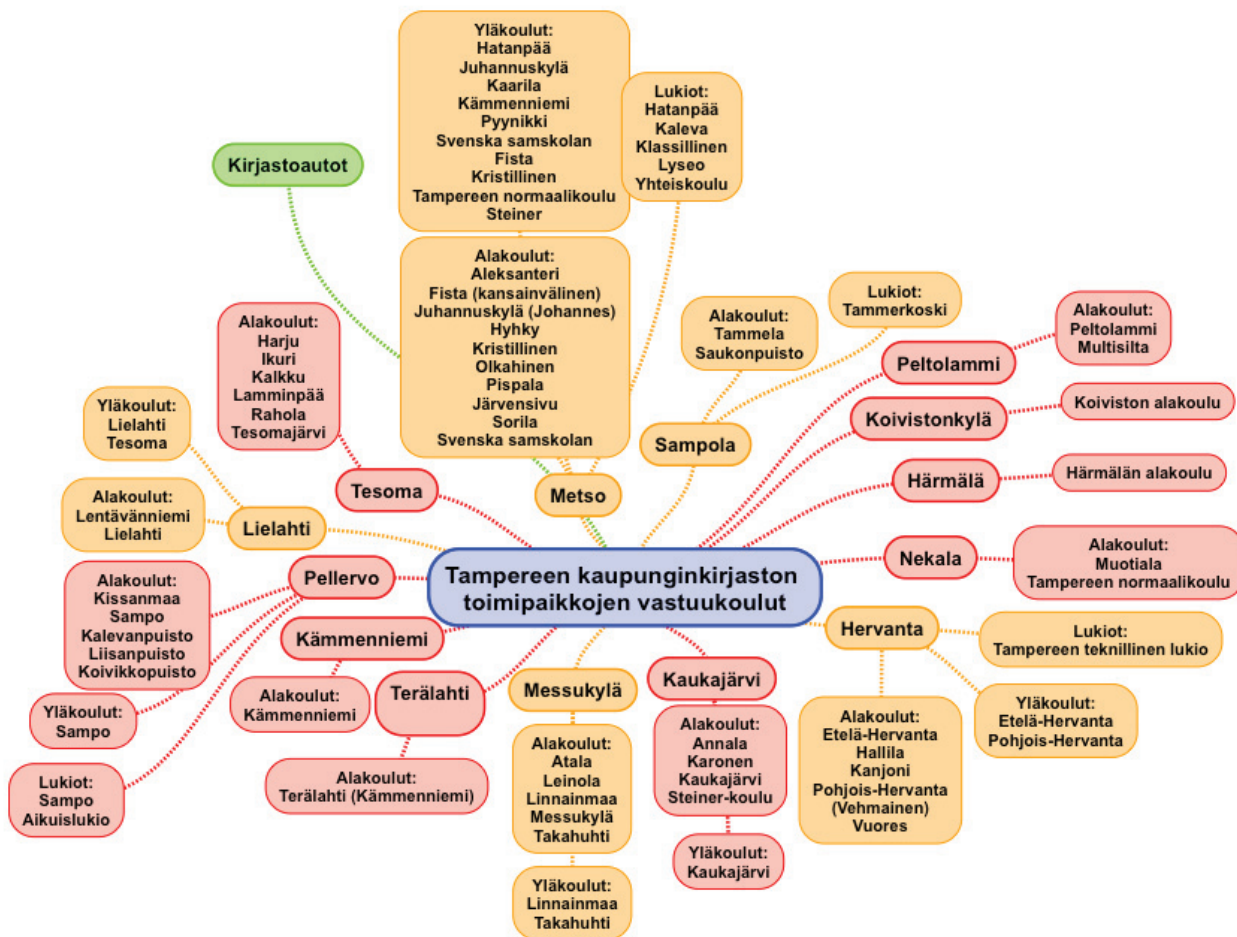 Yläkoulut:
Hatanpää
Juhannuskylä
Kaarila
Kämmenniemi
Pyynikki
Svenska samskolan
Fista
Kristillinen
Tampereen normaalikoulu
Steiner
Lukiot:
Hatanpää
Kaleva
Klassillinen
Lyseo
Yhteiskoulu
Kirjastoautot
Alakoulut:
Aleksanteri
Fista (kansainvälinen)
Juhannuskylä (Johannes)
Hyhky
Kristillinen
Olkahinen
Pispala
Järvensivu
Sorila
Svenska samskolan
Metso
Alakoulut:
Tammela
Saukonpuisto
Lukiot:
Tammerkoski
Sampola
Alakoulut:
Peltolammi
Multisilta
Peltolammi
Koivistonkylä
Koiviston alakoulu
Härmälä
Härmälän alakoulu
Nekala
Alakoulut:
Muotiala
Tampereen normaalikoulu
Alakoulut:
Harju
Ikuri
Kalkku
Lamminpää
Rahola
Tesomajärvi
Tesoma
Yläkoulut:
Lielahti
Tesoma
Alakoulut:
Lentävänniemi
Lielahti
Lielahti
Tampereen kaupunginkirjaston
toimipaikkojen vastuukoulut
Pellervo
Alakoulut:
Kissanmaa
Sampo
Kalevanpuisto
Liisanpuisto
Koivikkopuisto
Yläkoulut:
Sampo
Lukiot:
Sampo
Aikuislukio
Kämmenniemi
Alakoulut:
Kämmenniemi
Terälahti
Alakoulut:
Terälahti (Kämmenniemi)
Messukylä
Alakoulut:
Atala
Leinola
Linnainmaa
Messukylä
Takahuhti
Yläkoulut:
Linnainmaa
Takahuhti
Kaukajärvi
Alakoulut:
Annala
Karonen
Kaukajärvi
Steiner-koulu
Yläkoulut:
Kaukajärvi
Hervanta
Lukiot:
Tampereen teknillinen lukio
Yläkoulut:
Etelä-Hervanta
Pohjois-Hervanta
Alakoulut:
Etelä-Hervanta
Hallila
Kanjoni
Pohjois-Hervanta
(Vehmainen)
Vuores